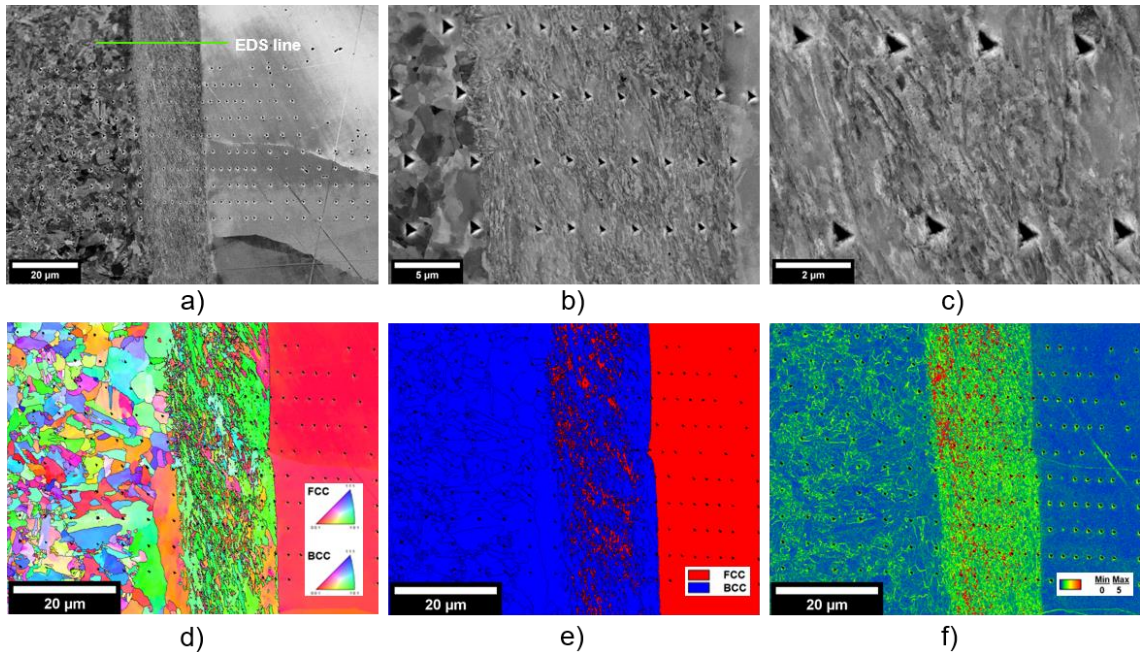 EDS line
20 µm
5 µm
2 µm
a)
b)
c)
FCC
BCC
20 µm
FCC
BCC
20 µm
Min Max
0 5
20 µm
d)
e)
f)